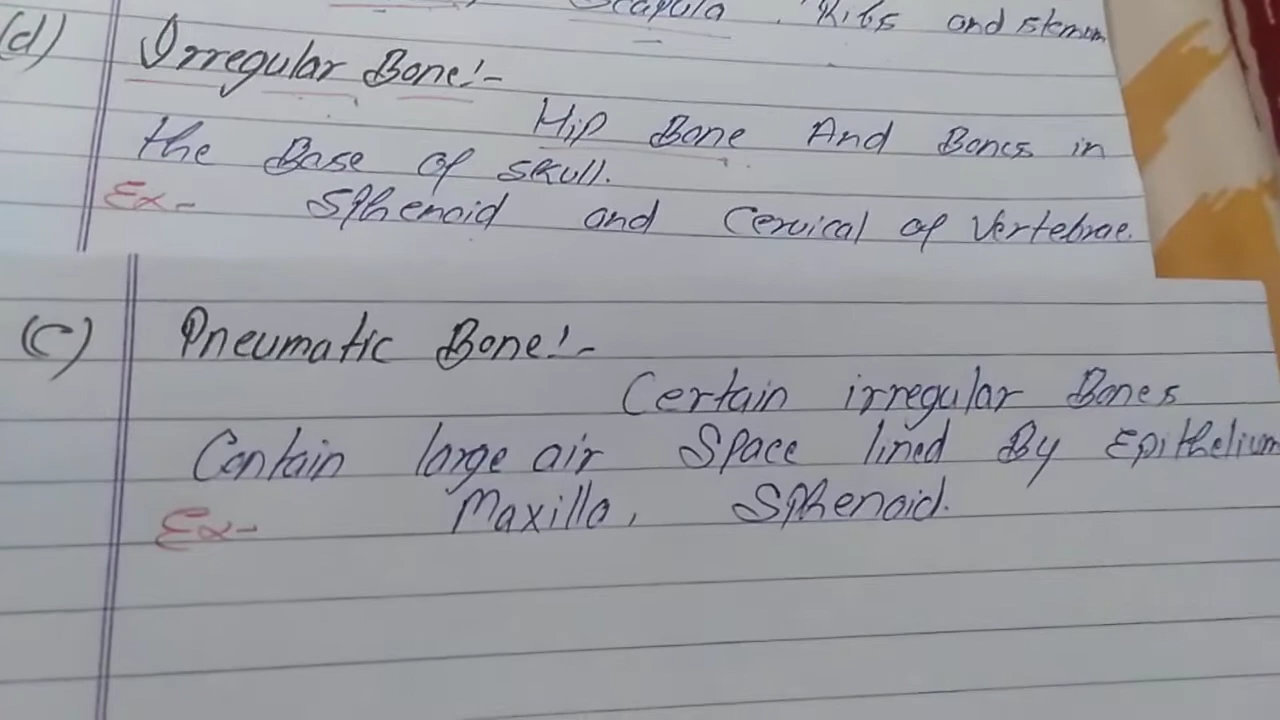 Scapula, Ribs and sternum
(d) Irregular Bone:-
Hip Bone And Bones in
the Base of skull.
Ex- Sphenoid and Cervical of Vertebrae.
(c) Pneumatic Bone:-
Certain irregular Bones
Contain large air Space lined By Epithelium
Ex- Maxilla, Sphenoid.